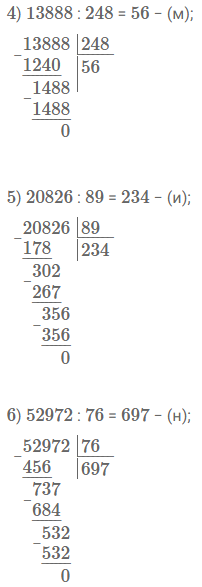 4) 13888 : 248 = 56 − (м);
− 13888 | 248
1240 | 56
− 1488
1488
0
5) 20826 : 89 = 234 − (и);
− 20826 | 89
178 | 234
− 302
267
− 356
356
0
6) 52972 : 76 = 697 − (н);
− 52972 | 76
456 | 697
− 737
684
− 532
532
0